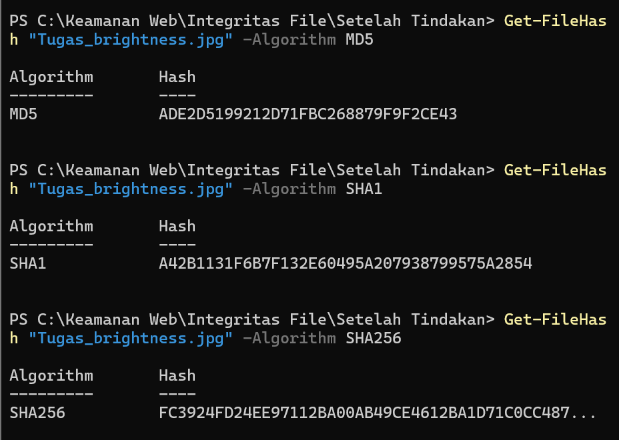 PS C:\Keamanan Web\Integritas File\Setelah Tindakan> Get-FileHas
h "Tugas_brightness.jpg" -Algorithm MD5
Algorithm Hash
--------- ----
MD5 ADE2D5199212D71FBC268879F9F2CE43
PS C:\Keamanan Web\Integritas File\Setelah Tindakan> Get-FileHas
h "Tugas_brightness.jpg" -Algorithm SHA1
Algorithm Hash
--------- ----
SHA1 A42B1131F6B7F132E60495A207938799575A2854
PS C:\Keamanan Web\Integritas File\Setelah Tindakan> Get-FileHas
h "Tugas_brightness.jpg" -Algorithm SHA256
Algorithm Hash
--------- ----
SHA256 FC3924FD24EE97112BA00AB49CE4612BA1D71C0CC487...